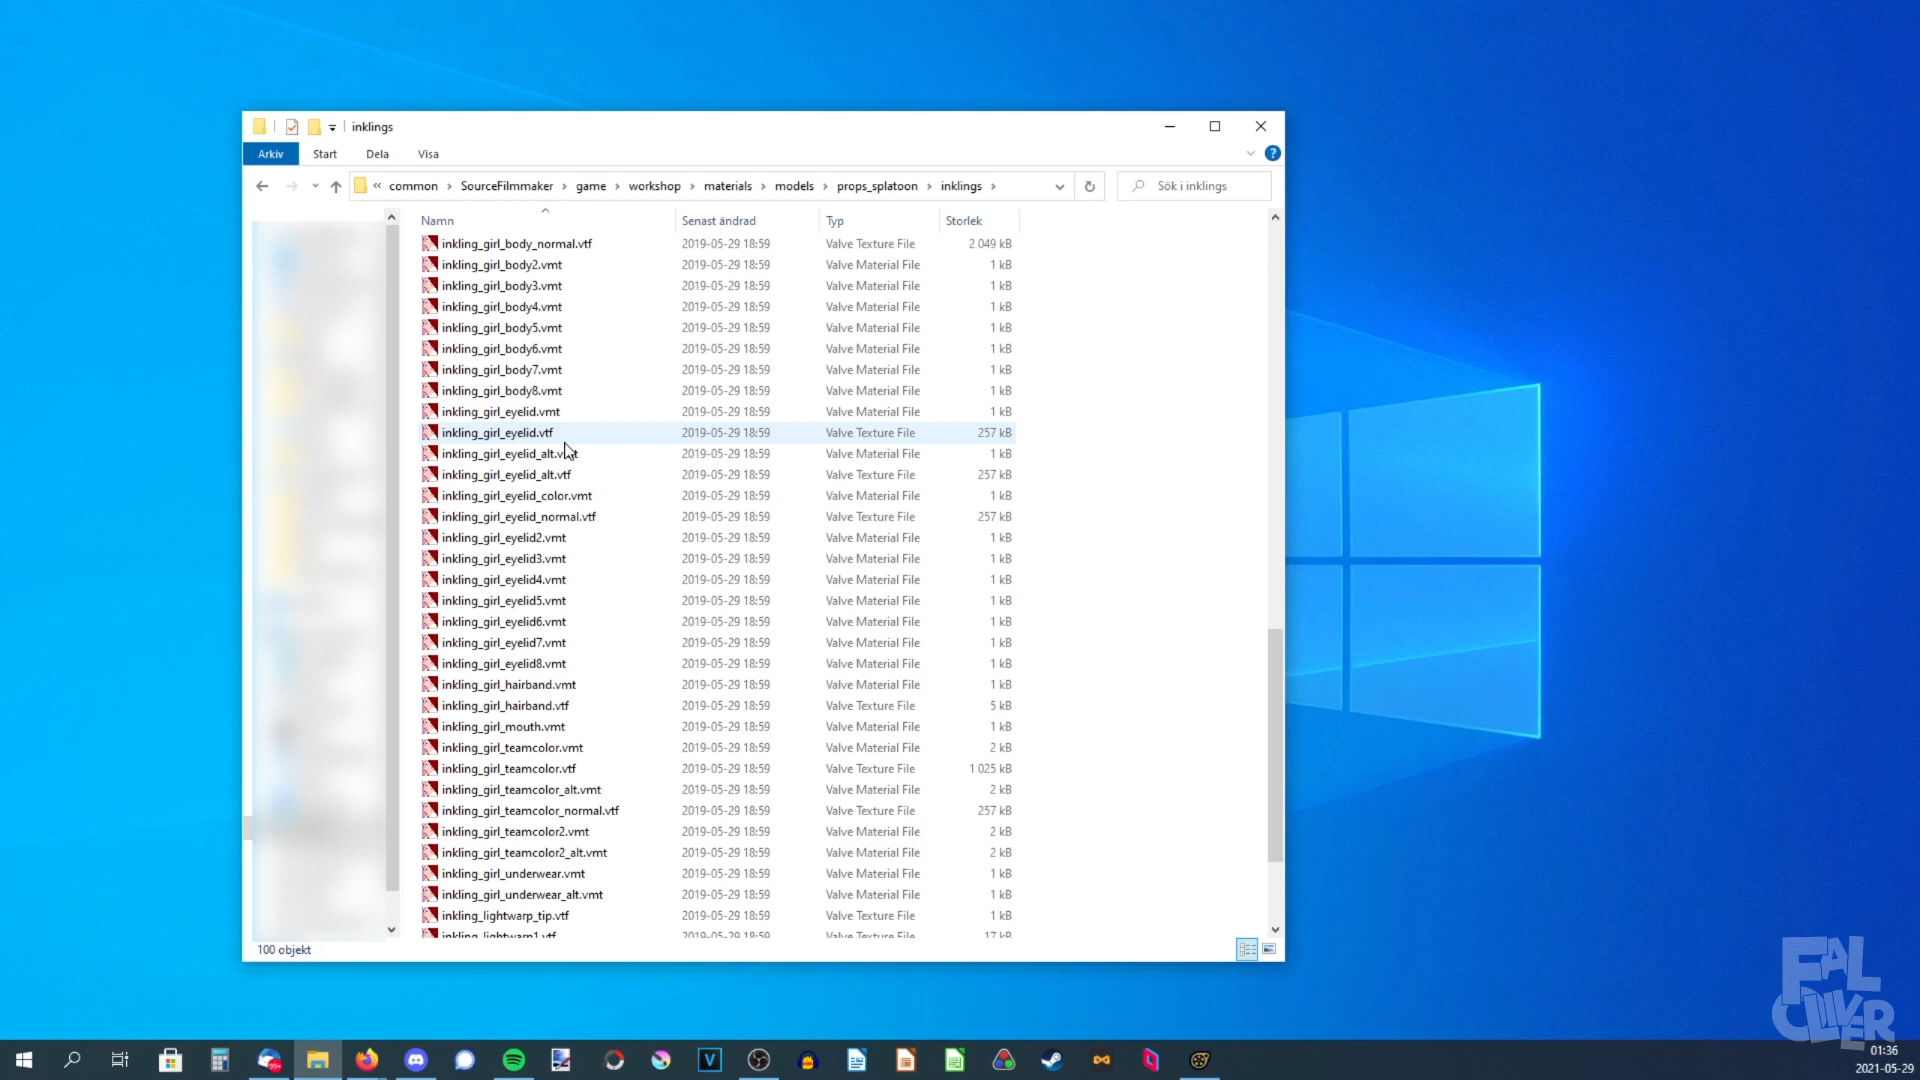 inklings
Arkiv Start Dela Visa
« common › SourceFilmmaker › game › workshop › materials › models › props_splatoon › inklings › Sök i inklings
Namn Senast ändrad Typ Storlek
inkling_girl_body_normal.vtf 2019-05-29 18:59 Valve Texture File 2 049 kB
inkling_girl_body2.vmt 2019-05-29 18:59 Valve Material File 1 kB
inkling_girl_body3.vmt 2019-05-29 18:59 Valve Material File 1 kB
inkling_girl_body4.vmt 2019-05-29 18:59 Valve Material File 1 kB
inkling_girl_body5.vmt 2019-05-29 18:59 Valve Material File 1 kB
inkling_girl_body6.vmt 2019-05-29 18:59 Valve Material File 1 kB
inkling_girl_body7.vmt 2019-05-29 18:59 Valve Material File 1 kB
inkling_girl_body8.vmt 2019-05-29 18:59 Valve Material File 1 kB
inkling_girl_eyelid.vmt 2019-05-29 18:59 Valve Material File 1 kB
inkling_girl_eyelid.vtf 2019-05-29 18:59 Valve Texture File 257 kB
inkling_girl_eyelid_alt.vmt 2019-05-29 18:59 Valve Material File 1 kB
inkling_girl_eyelid_alt.vtf 2019-05-29 18:59 Valve Texture File 257 kB
inkling_girl_eyelid_color.vmt 2019-05-29 18:59 Valve Material File 1 kB
inkling_girl_eyelid_normal.vtf 2019-05-29 18:59 Valve Texture File 257 kB
inkling_girl_eyelid2.vmt 2019-05-29 18:59 Valve Material File 1 kB
inkling_girl_eyelid3.vmt 2019-05-29 18:59 Valve Material File 1 kB
inkling_girl_eyelid4.vmt 2019-05-29 18:59 Valve Material File 1 kB
inkling_girl_eyelid5.vmt 2019-05-29 18:59 Valve Material File 1 kB
inkling_girl_eyelid6.vmt 2019-05-29 18:59 Valve Material File 1 kB
inkling_girl_eyelid7.vmt 2019-05-29 18:59 Valve Material File 1 kB
inkling_girl_eyelid8.vmt 2019-05-29 18:59 Valve Material File 1 kB
inkling_girl_hairband.vmt 2019-05-29 18:59 Valve Material File 1 kB
inkling_girl_hairband.vtf 2019-05-29 18:59 Valve Texture File 5 kB
inkling_girl_mouth.vmt 2019-05-29 18:59 Valve Material File 1 kB
inkling_girl_teamcolor.vmt 2019-05-29 18:59 Valve Material File 2 kB
inkling_girl_teamcolor.vtf 2019-05-29 18:59 Valve Texture File 1 025 kB
inkling_girl_teamcolor_alt.vmt 2019-05-29 18:59 Valve Material File 2 kB
inkling_girl_teamcolor_normal.vtf 2019-05-29 18:59 Valve Texture File 257 kB
inkling_girl_teamcolor2.vmt 2019-05-29 18:59 Valve Material File 2 kB
inkling_girl_teamcolor2_alt.vmt 2019-05-29 18:59 Valve Material File 2 kB
inkling_girl_underwear.vmt 2019-05-29 18:59 Valve Material File 1 kB
inkling_girl_underwear_alt.vmt 2019-05-29 18:59 Valve Material File 1 kB
inkling_lightwarp_tip.vtf 2019-05-29 18:59 Valve Texture File 1 kB
inkling_lightwarp1.vtf 2019-05-29 18:59 Valve Texture File 17 kB
100 objekt
FAL
OLIVER
99+
01:36
2021-05-29